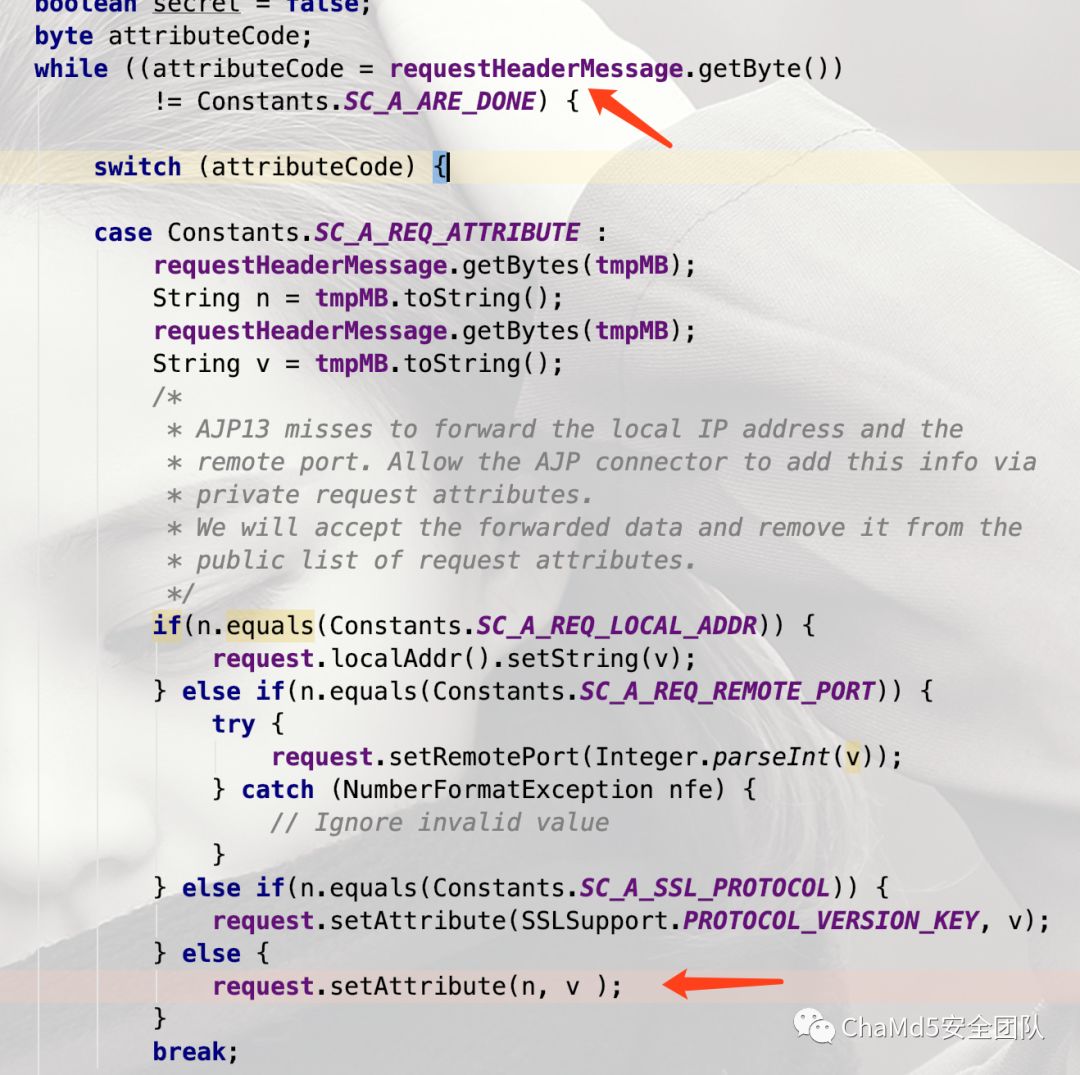 boolean secret = false;
byte attributeCode;
while ((attributeCode = requestHeaderMessage.getByte())
!= Constants.SC_A_ARE_DONE) {
switch (attributeCode) {
case Constants.SC_A_REQ_ATTRIBUTE :
requestHeaderMessage.getBytes(tmpMB);
String n = tmpMB.toString();
requestHeaderMessage.getBytes(tmpMB);
String v = tmpMB.toString();
/*
* AJP13 misses to forward the local IP address and the
* remote port. Allow the AJP connector to add this info via
* private request attributes.
* We will accept the forwarded data and remove it from the
* public list of request attributes.
*/
if(n.equals(Constants.SC_A_REQ_LOCAL_ADDR)) {
request.localAddr().setString(v);
} else if(n.equals(Constants.SC_A_REQ_REMOTE_PORT)) {
try {
request.setRemotePort(Integer.parseInt(v));
} catch (NumberFormatException nfe) {
// Ignore invalid value
}
} else if(n.equals(Constants.SC_A_SSL_PROTOCOL)) {
request.setAttribute(SSLSupport.PROTOCOL_VERSION_KEY, v);
} else {
request.setAttribute(n, v );
}
break;
ChaMd5安全团队